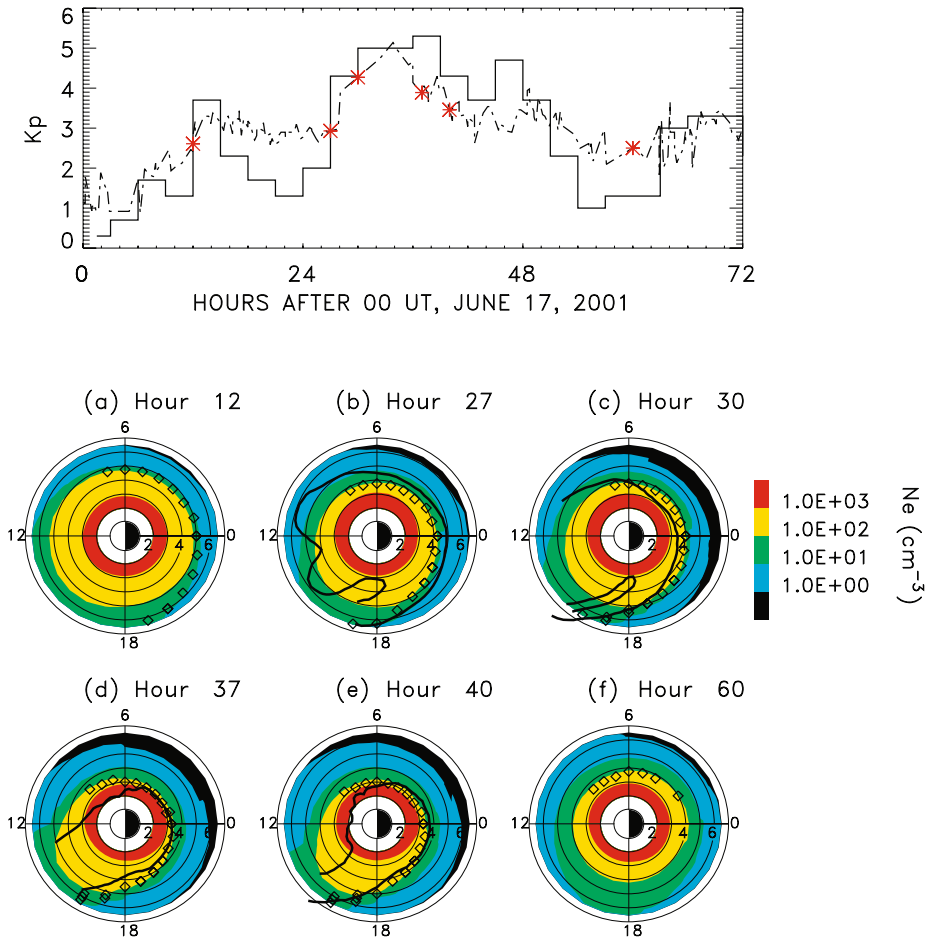 6
5
4
3
2
1
0
Kp
0 24 48 72
HOURS AFTER 00 UT, JUNE 17, 2001
(a) Hour 12
(b) Hour 27
(c) Hour 30
6
6
6
12 2 4 6 0
12 2 4 6 0
12 2 4 6 0
18
18
18
1.0E+03
1.0E+02
1.0E+01
1.0E+00
Ne (cm⁻³)
(d) Hour 37
(e) Hour 40
(f) Hour 60
6
6
6
12 2 4 6 0
12 2 4 6 0
12 2 4 6 0
18
18
18